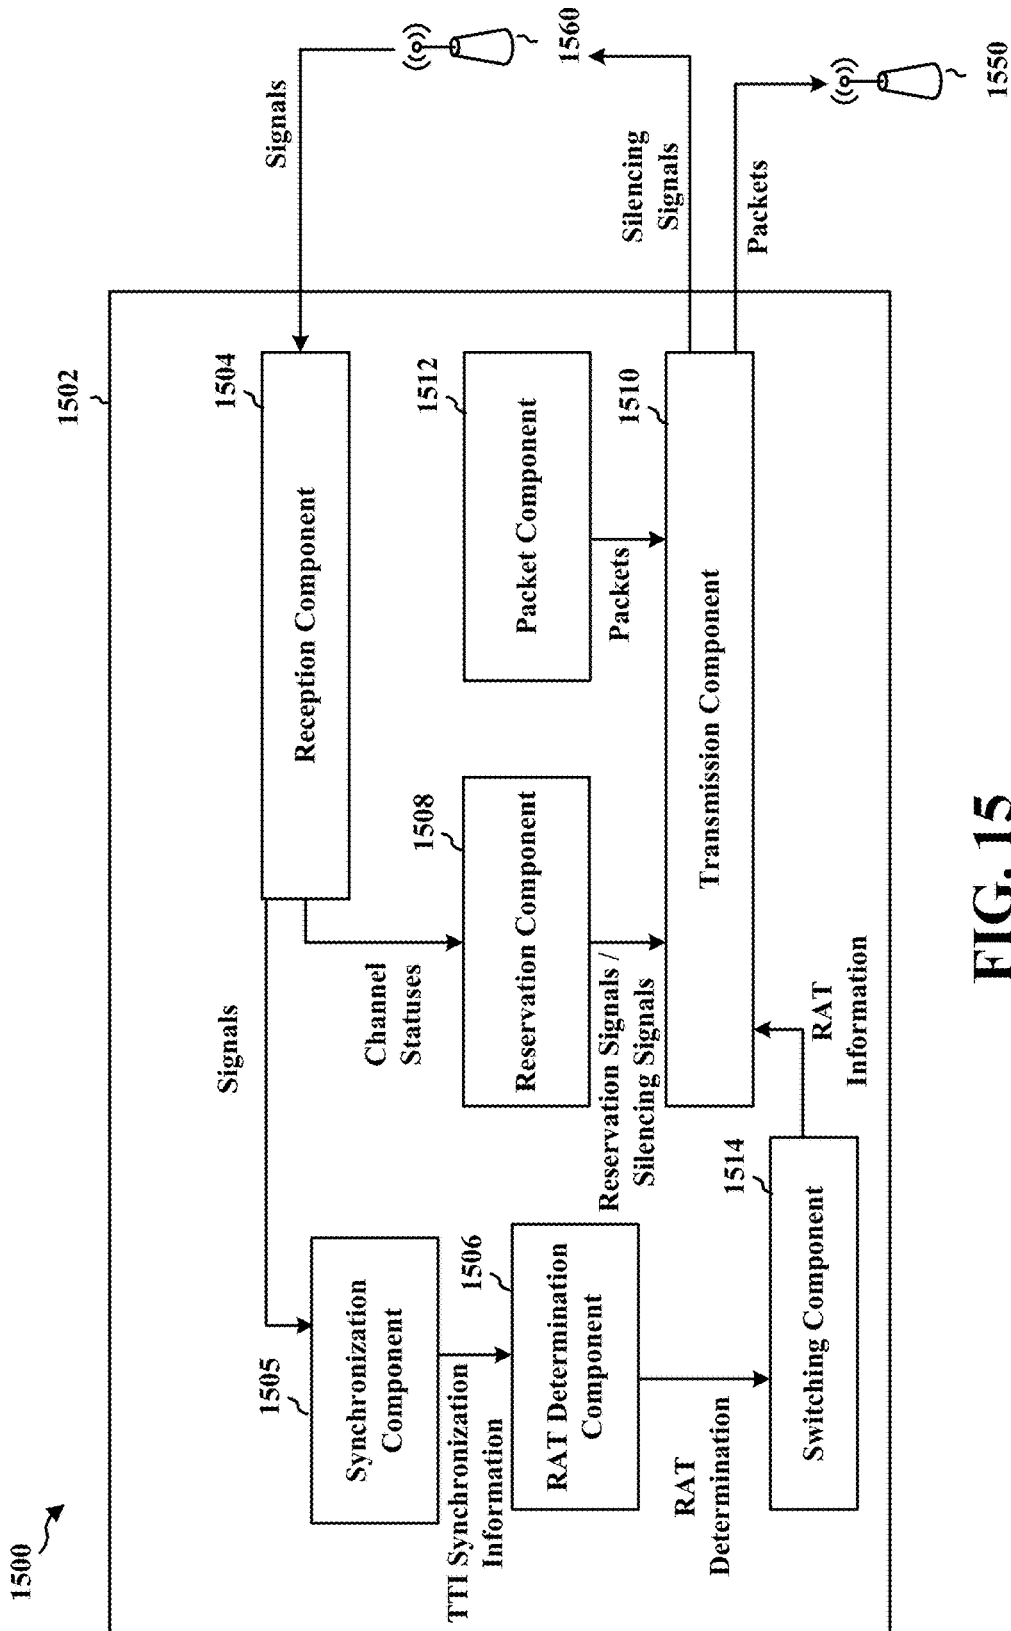 1500
1502
Signals
Reception Component
1504
Signals
1560
1505
Synchronization
Component
Channel
Statuses
TTI Synchronization
Information
1506
RAT Determination
Component
1508
Reservation Component
1512
Packet Component
Reservation Signals /
Silencing Signals
Packets
Silencing
Signals
1510
Transmission Component
Packets
1550
RAT
Determination
1514
Switching Component
RAT
Information
FIG. 15